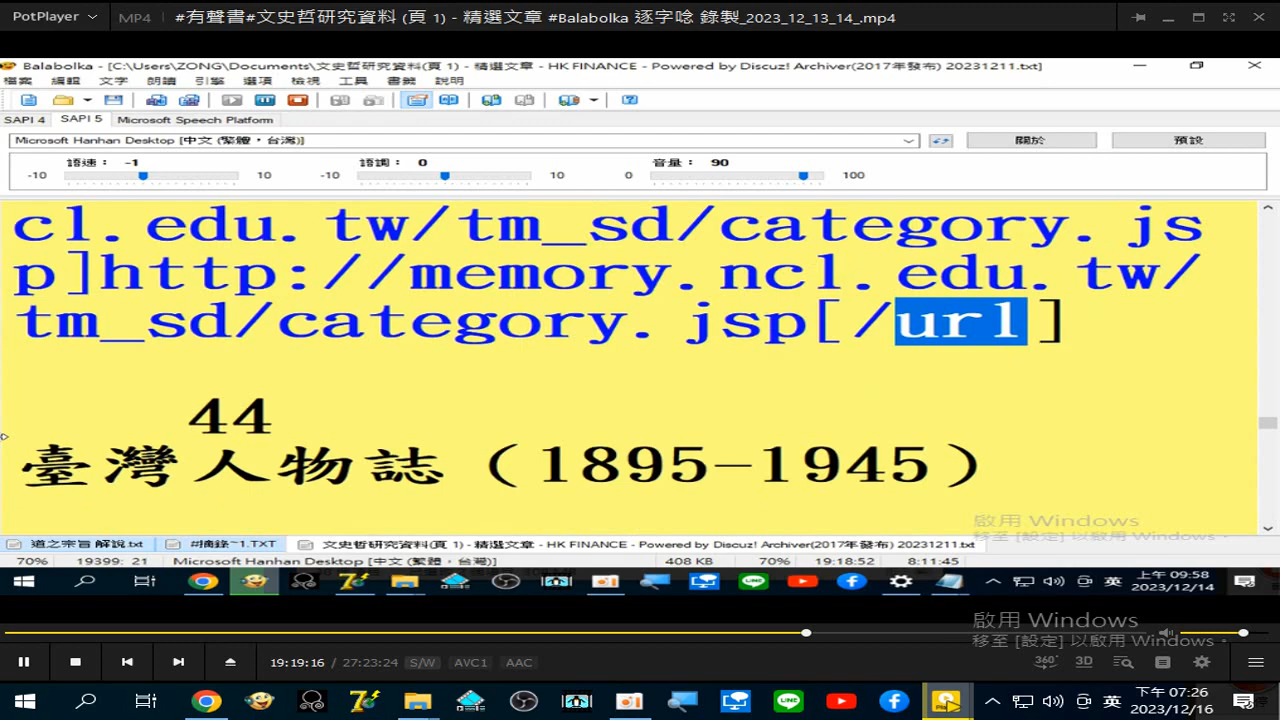 PotPlayer
MP4
#有聲書#文史哲研究資料 (頁 1) - 精選文章 #Balabolka 逐字唸 錄製_2023_12_13_14_.mp4
Balabolka - [C:\Users\ZONG\Documents\文史哲研究資料(頁 1) - 精選文章 - HK FINANCE - Powered by Discuz! Archiver(2017年發布) 20231211.txt]
檔案 編輯 文字 朗讀 引擎 選項 檢視 工具 書籤 說明
SAPI 4 SAPI 5 Microsoft Speech Platform
Microsoft Hanhan Desktop [中文 (繁體，台灣)]
關於 預設
語速： -1 語調： 0 音量： 90
-10 10 -10 10 0 100
cl.edu.tw/tm_sd/category.js
p]http://memory.ncl.edu.tw/
tm_sd/category.jsp[/url]
44
臺灣人物誌（1895-1945）
啟用 Windows
移至 [設定] 以啟用 Windows。
道之宗旨 解說.txt #摘錄~1.TXT 文史哲研究資料(頁 1) - 精選文章 - HK FINANCE - Powered by Discuz! Archiver(2017年發布) 20231211.txt
70% 19399: 21 Microsoft Hanhan Desktop [中文 (繁體，台灣)] 408 KB 70% 19:18:52 8:11:45
英 上午 09:58
2023/12/14
啟用 Windows
移至 [設定] 以啟用 Windows。
19:19:16 / 27:23:24 S/W AVC1 AAC
360° 3D
英 下午 07:26
2023/12/16